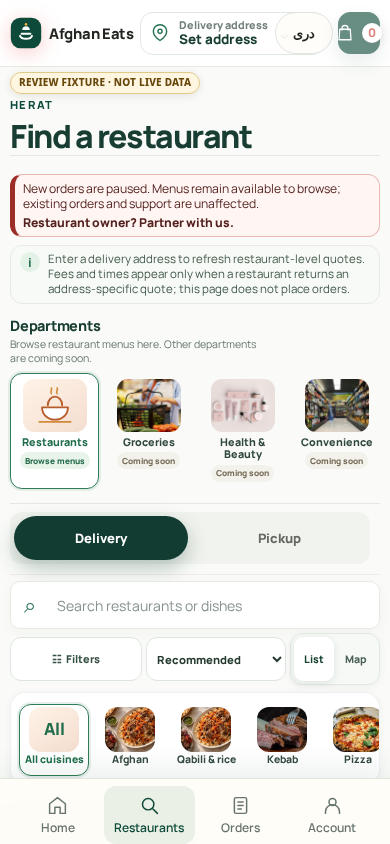 Afghan Eats
Delivery address
Set address
دری
0
REVIEW FIXTURE · NOT LIVE DATA
HERAT
Find a restaurant
New orders are paused. Menus remain available to browse;
existing orders and support are unaffected.
Restaurant owner? Partner with us.
i
Enter a delivery address to refresh restaurant-level quotes.
Fees and times appear only when a restaurant returns an
address-specific quote; this page does not place orders.
Departments
Browse restaurant menus here. Other departments
are coming soon.
Restaurants
Browse menus
Groceries
Coming soon
Health &
Beauty
Coming soon
Convenience
Coming soon
Delivery
Pickup
Search restaurants or dishes
Filters
Recommended
List
Map
All
All cuisines
Afghan
Qabili & rice
Kebab
Pizza
Home
Restaurants
Orders
Account